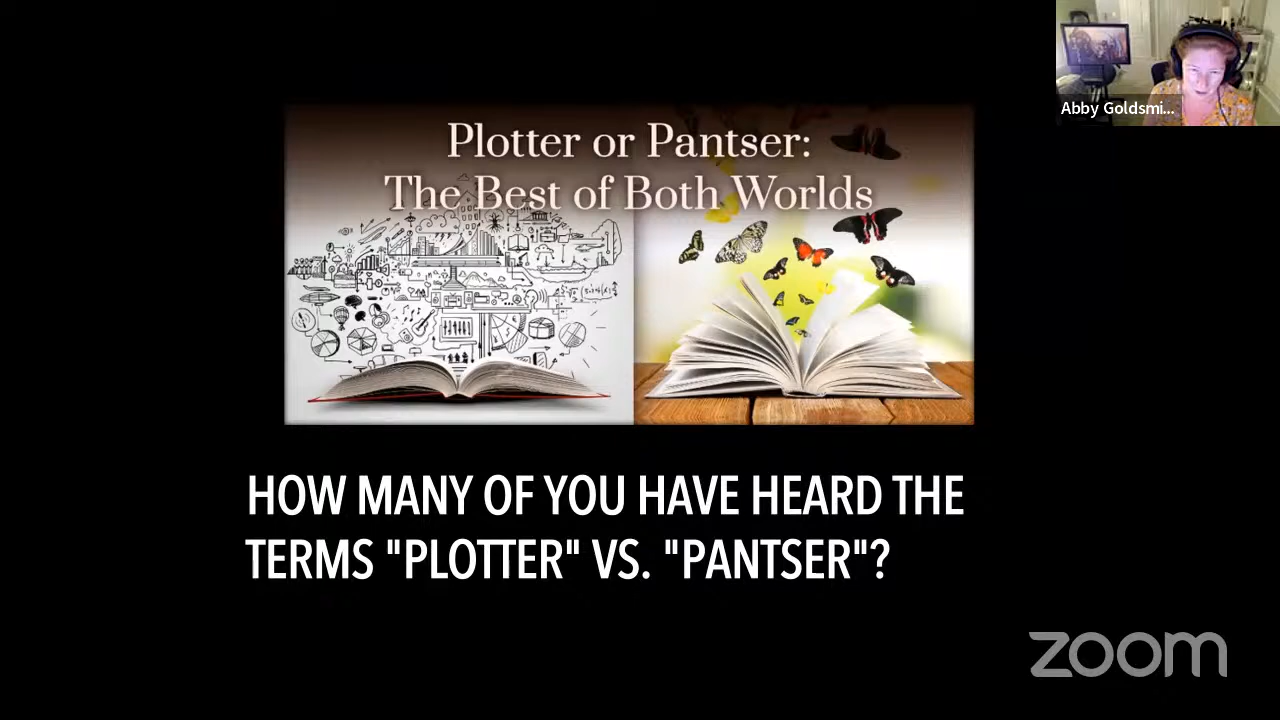 Abby Goldsmi...
Plotter or Pantser:
The Best of Both Worlds
HOW MANY OF YOU HAVE HEARD THE
TERMS "PLOTTER" VS. "PANTSER"?
zoom